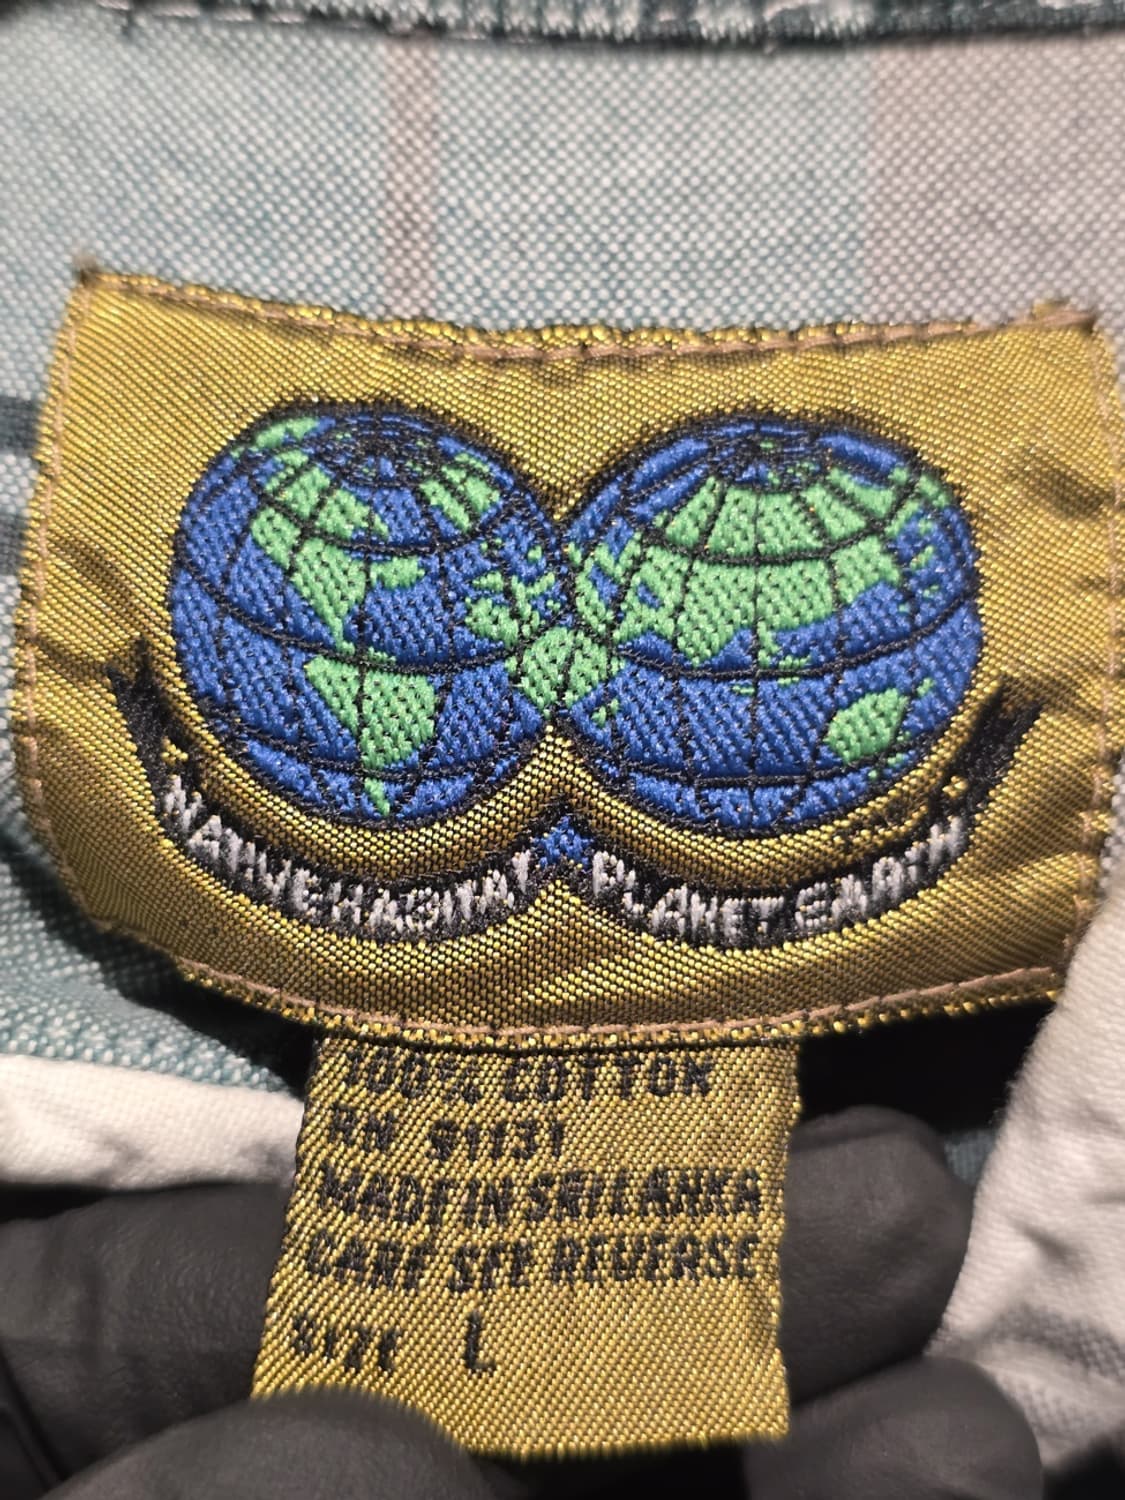 NATIVE HABITAT ★ PLANET EARTH
100% COTTON
RN 91131
MADE IN SRI LANKA
CARE SEE REVERSE
SIZE L